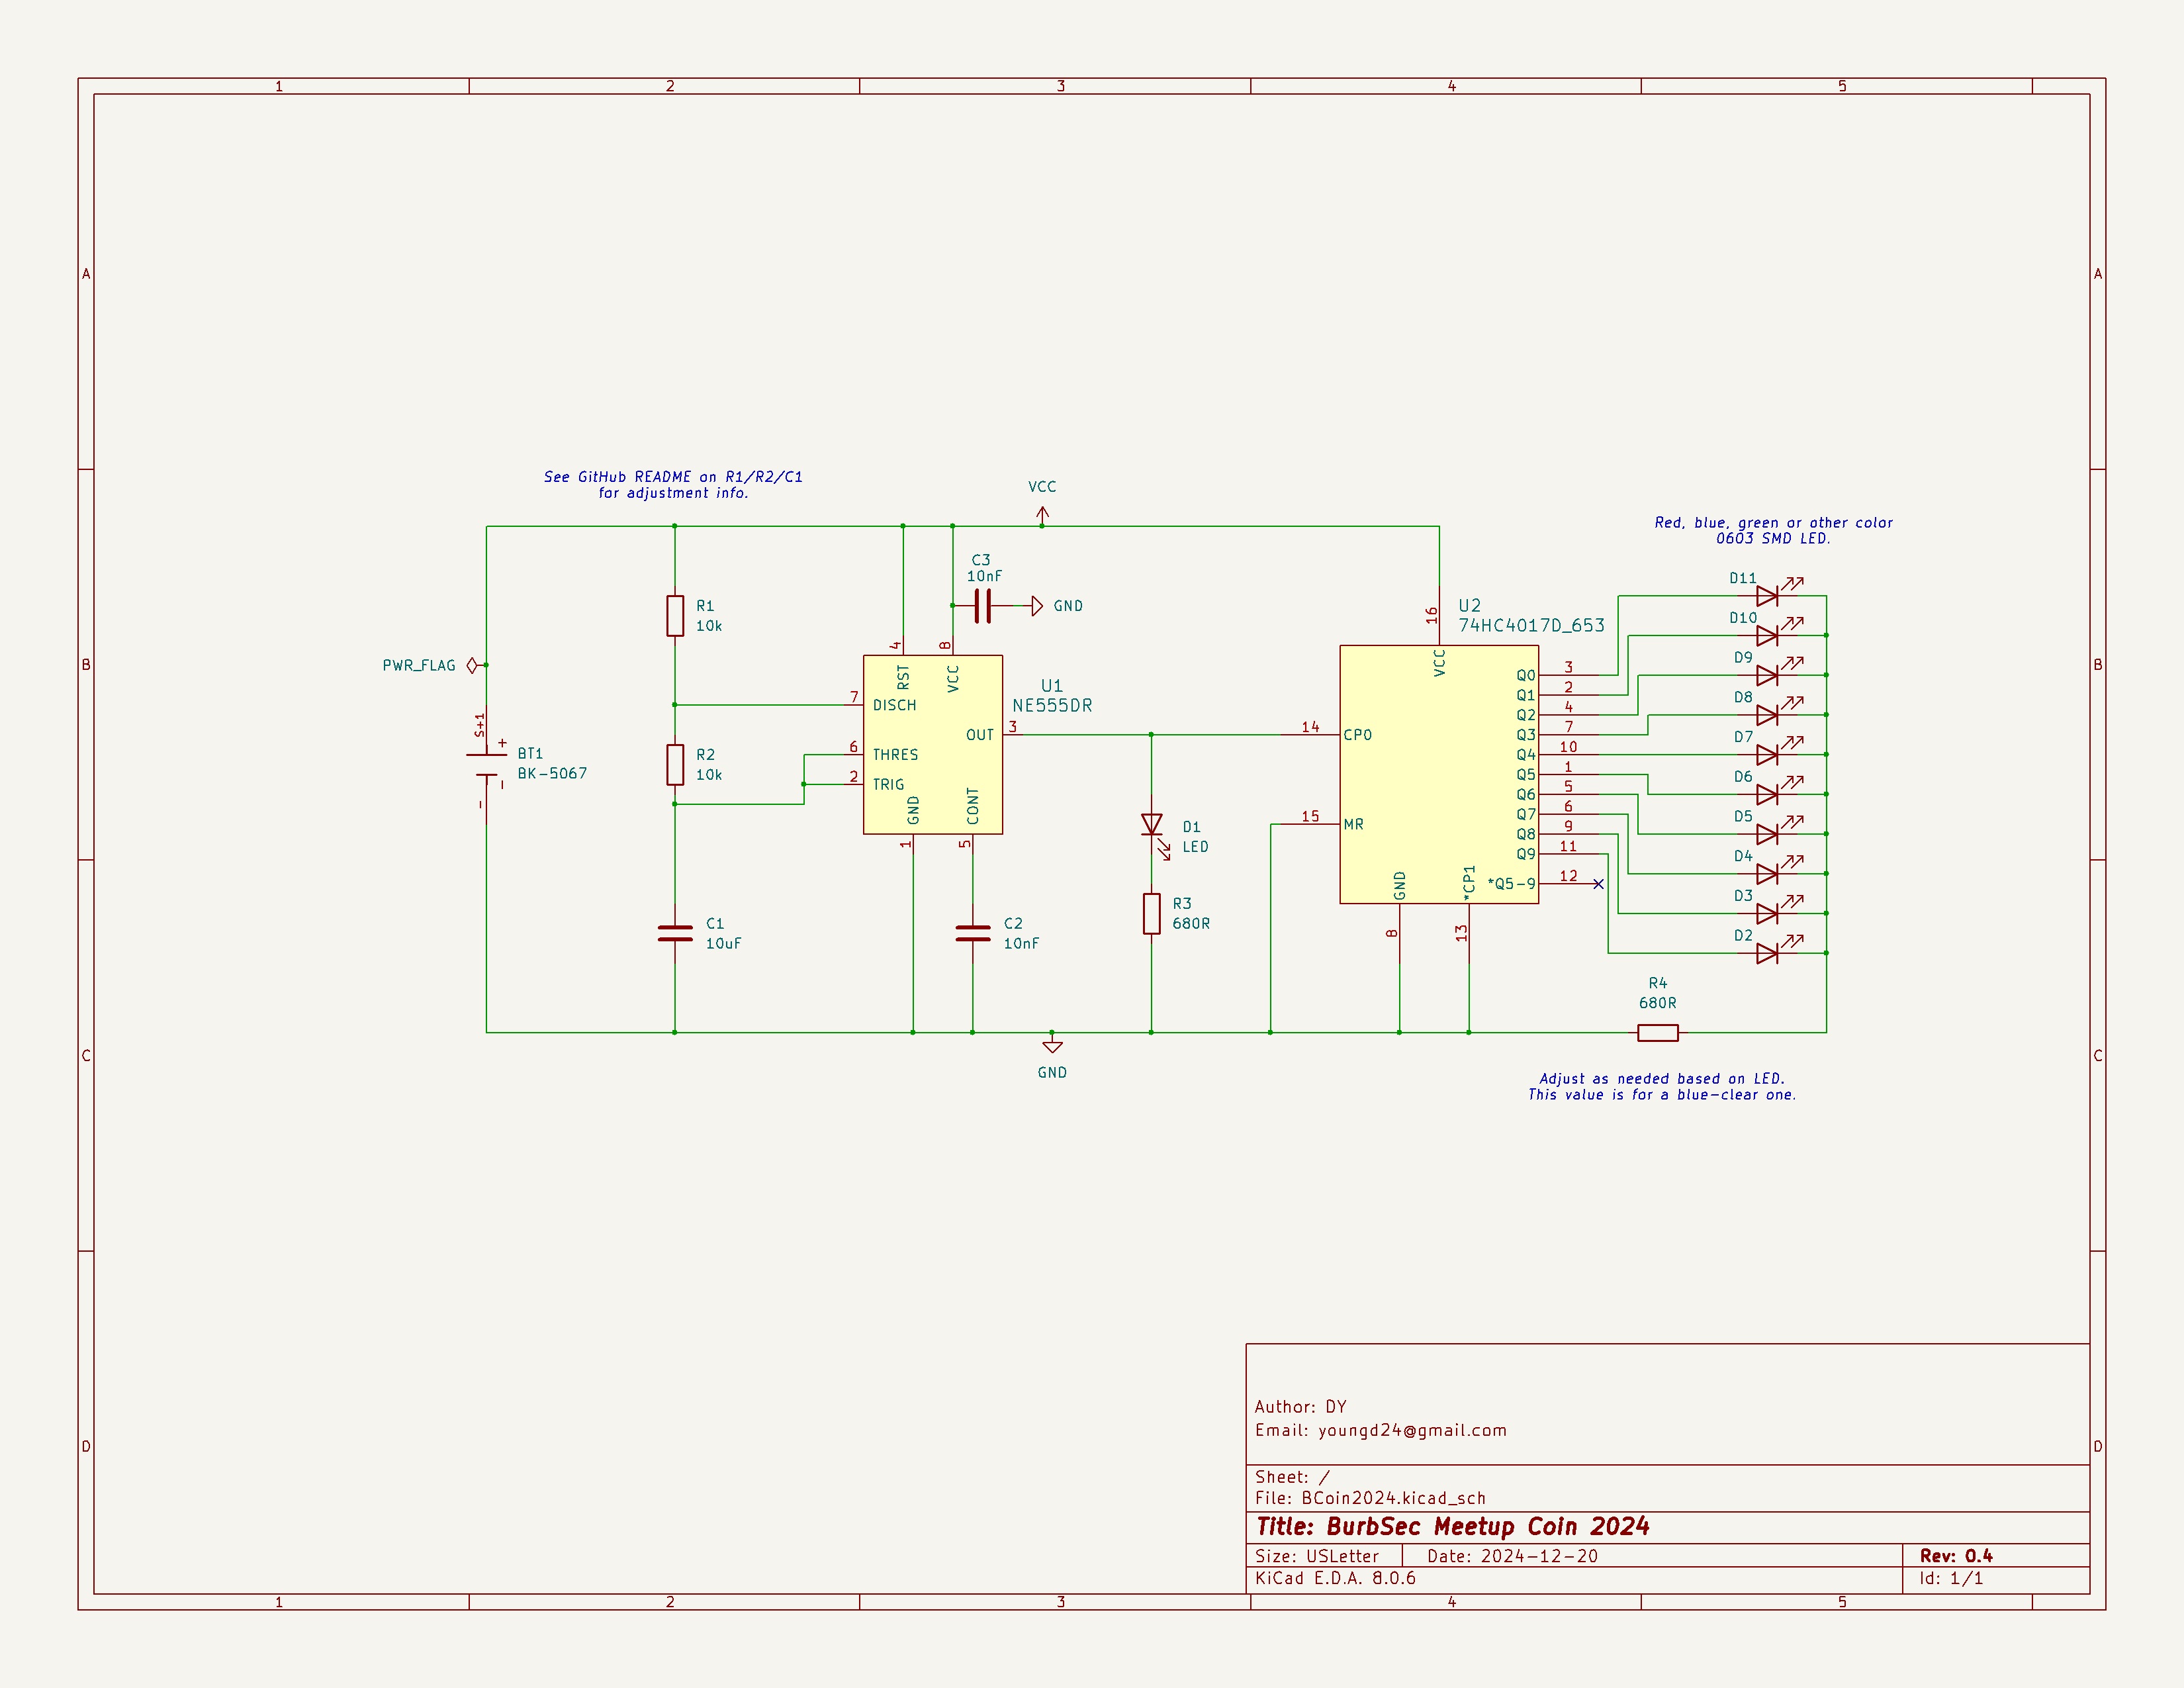 1 2 3 4 5
A A
See GitHub README on R1/R2/C1
for adjustment info.
VCC
Red, blue, green or other color
0603 SMD LED.
C3
10nF
GND
R1
10k
PWR_FLAG
B B
S+1
+
BT1
BK-5067
-
-
R2
10k
C1
10uF
4
8
RST
VCC
7 DISCH
6 THRES
2 TRIG
OUT 3
GND
CONT
1
5
U1
NE555DR
C2
10nF
D1
LED
R3
680R
U2
74HC4017D_653
16
VCC
14 CP0
15 MR
GND
*CP1
8
13
Q0 3
Q1 2
Q2 4
Q3 7
Q4 10
Q5 1
Q6 5
Q7 6
Q8 9
Q9 11
*Q5-9 12
D11
D10
D9
D8
D7
D6
D5
D4
D3
D2
R4
680R
C C
GND
Adjust as needed based on LED.
This value is for a blue-clear one.
D D
Author: DY
Email: youngd24@gmail.com
Sheet: /
File: BCoin2024.kicad_sch
Title: BurbSec Meetup Coin 2024
Size: USLetter Date: 2024-12-20 Rev: 0.4
KiCad E.D.A. 8.0.6 Id: 1/1
1 2 3 4 5